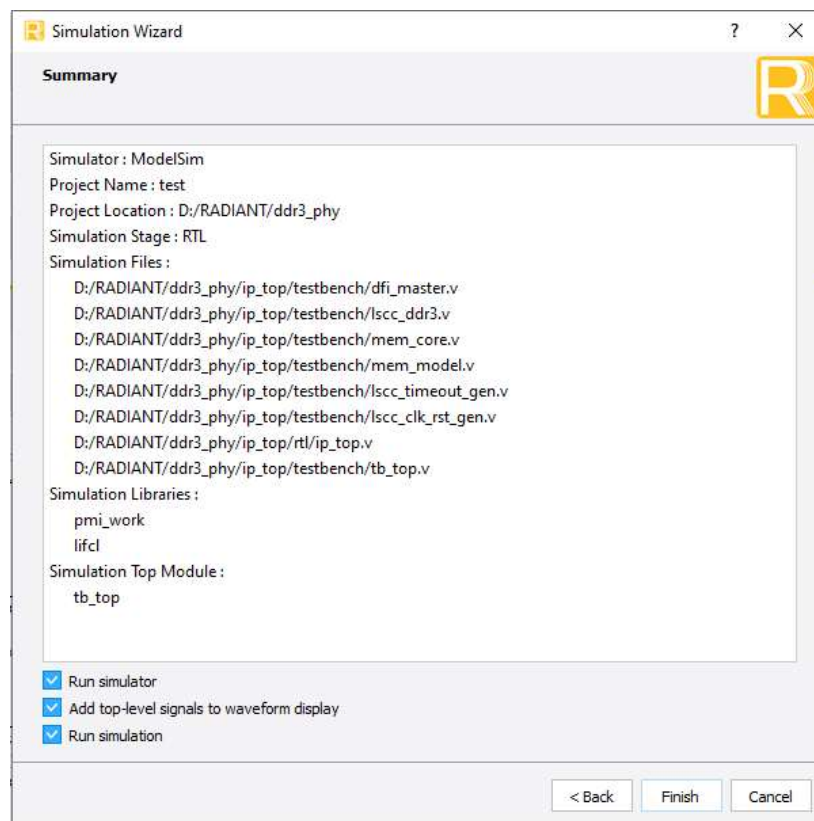 Simulation Wizard
?
Summary
Simulator : ModelSim
Project Name : test
Project Location : D:/RADIANT/ddr3_phy
Simulation Stage : RTL
Simulation Files :
D:/RADIANT/ddr3_phy/ip_top/testbench/dfi_master.v
D:/RADIANT/ddr3_phy/ip_top/testbench/lscc_ddr3.v
D:/RADIANT/ddr3_phy/ip_top/testbench/mem_core.v
D:/RADIANT/ddr3_phy/ip_top/testbench/mem_model.v
D:/RADIANT/ddr3_phy/ip_top/testbench/lscc_timeout_gen.v
D:/RADIANT/ddr3_phy/ip_top/testbench/lscc_clk_rst_gen.v
D:/RADIANT/ddr3_phy/ip_top/rtl/ip_top.v
D:/RADIANT/ddr3_phy/ip_top/testbench/tb_top.v
Simulation Libraries :
pmi_work
lifcl
Simulation Top Module :
tb_top
Run simulator
Add top-level signals to waveform display
Run simulation
< Back Finish Cancel